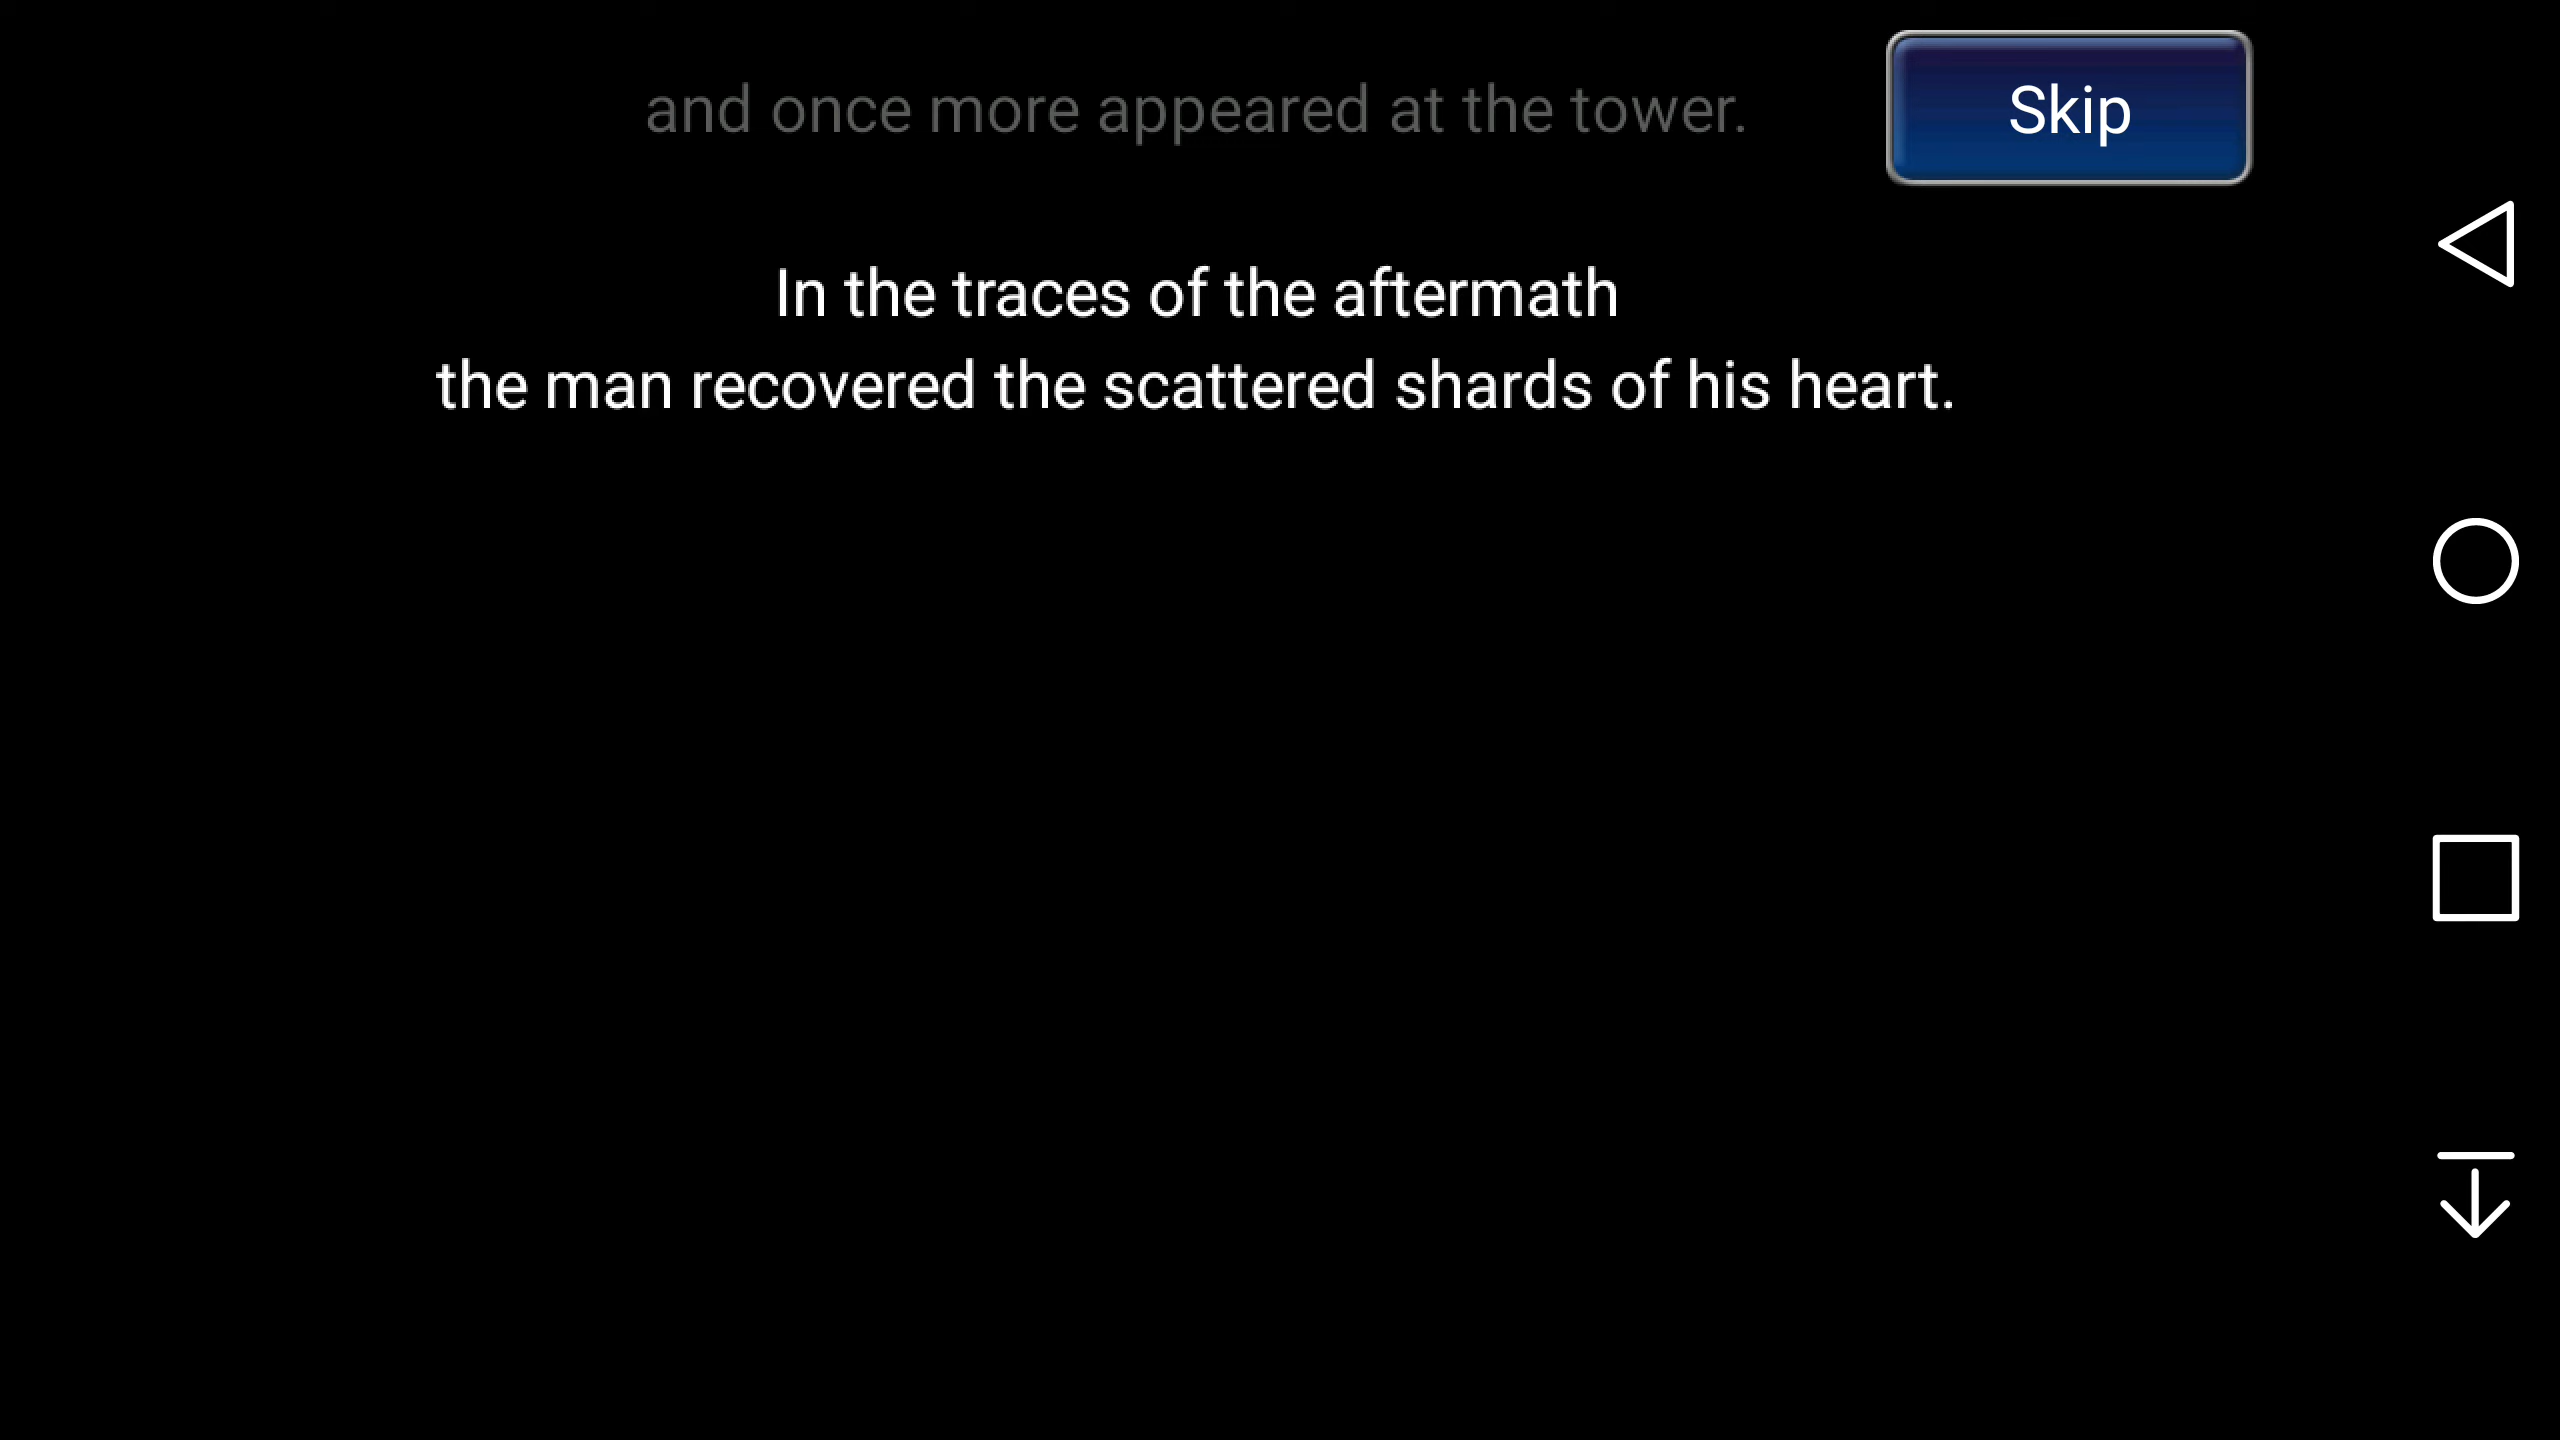 and once more appeared at the tower.
Skip
In the traces of the aftermath
the man recovered the scattered shards of his heart.